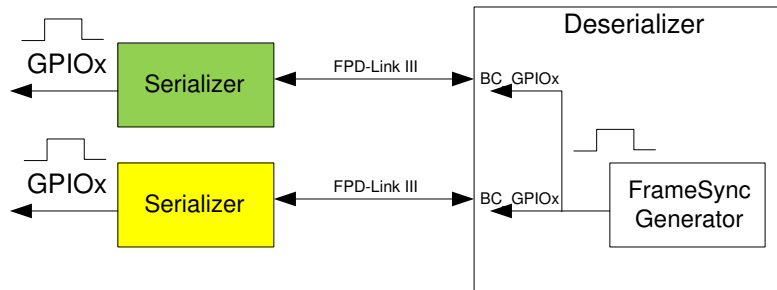 Deserializer
GPIOx
Serializer
FPD-Link III
BC_GPIOx
GPIOx
Serializer
FPD-Link III
BC_GPIOx
FrameSync
Generator